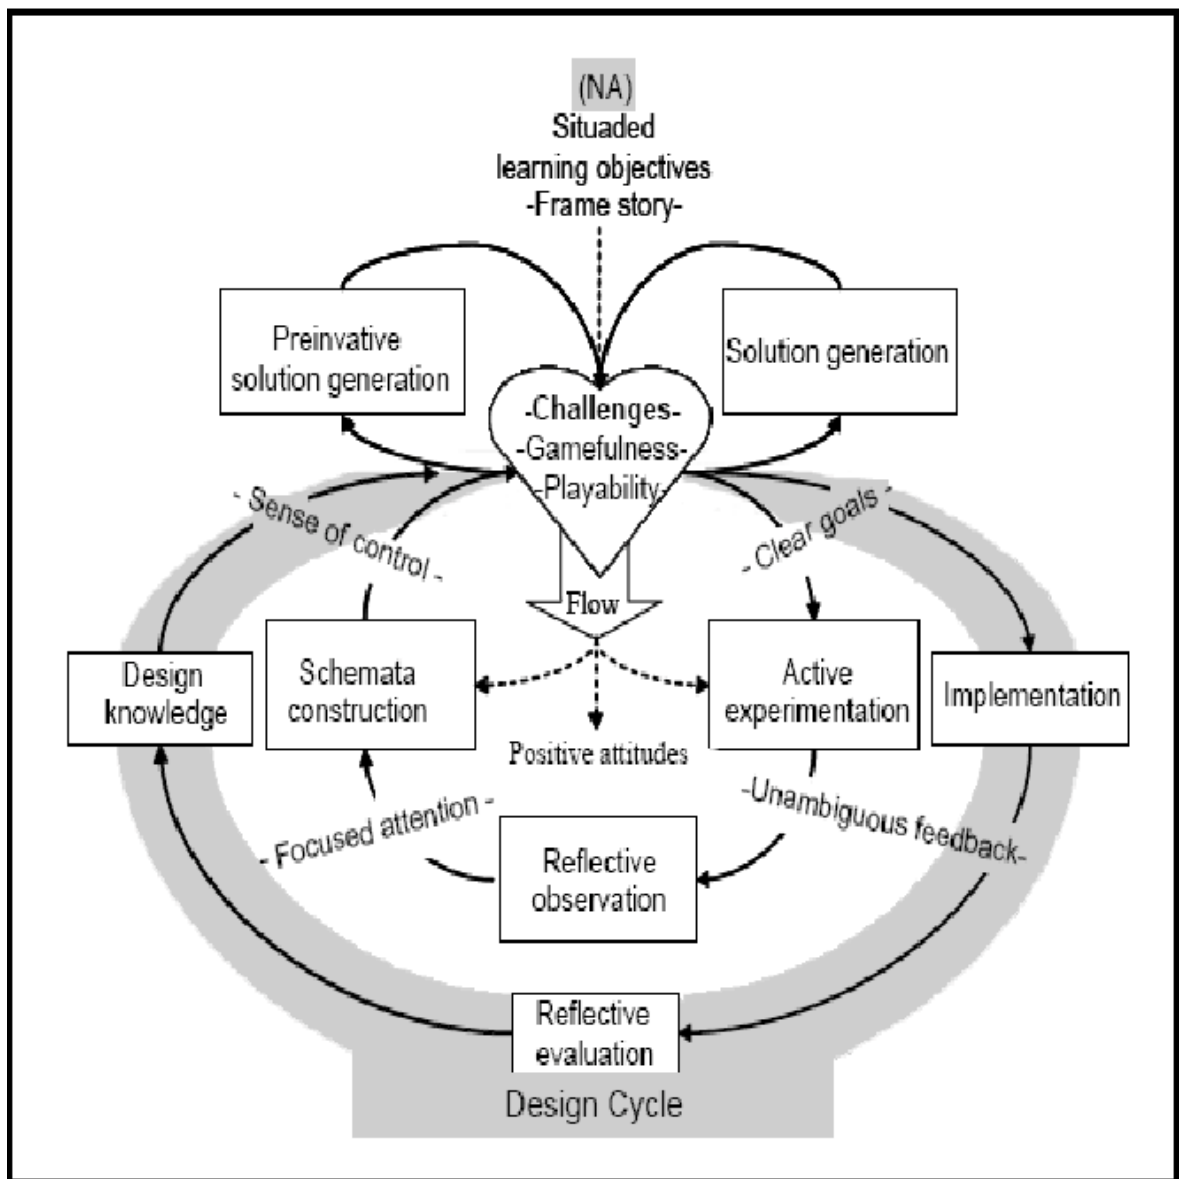 (NA)
Situaded
learning objectives
-Frame story-
Preinvative
solution generation
Solution generation
-Challenges-
-Gamefulness-
-Playability-
- Sense of control -
- Clear goals -
Flow
Design
knowledge
Schemata
construction
Active
experimentation
Implementation
Positive attitudes
- Focused attention -
-Unambiguous feedback-
Reflective
observation
Reflective
evaluation
Design Cycle